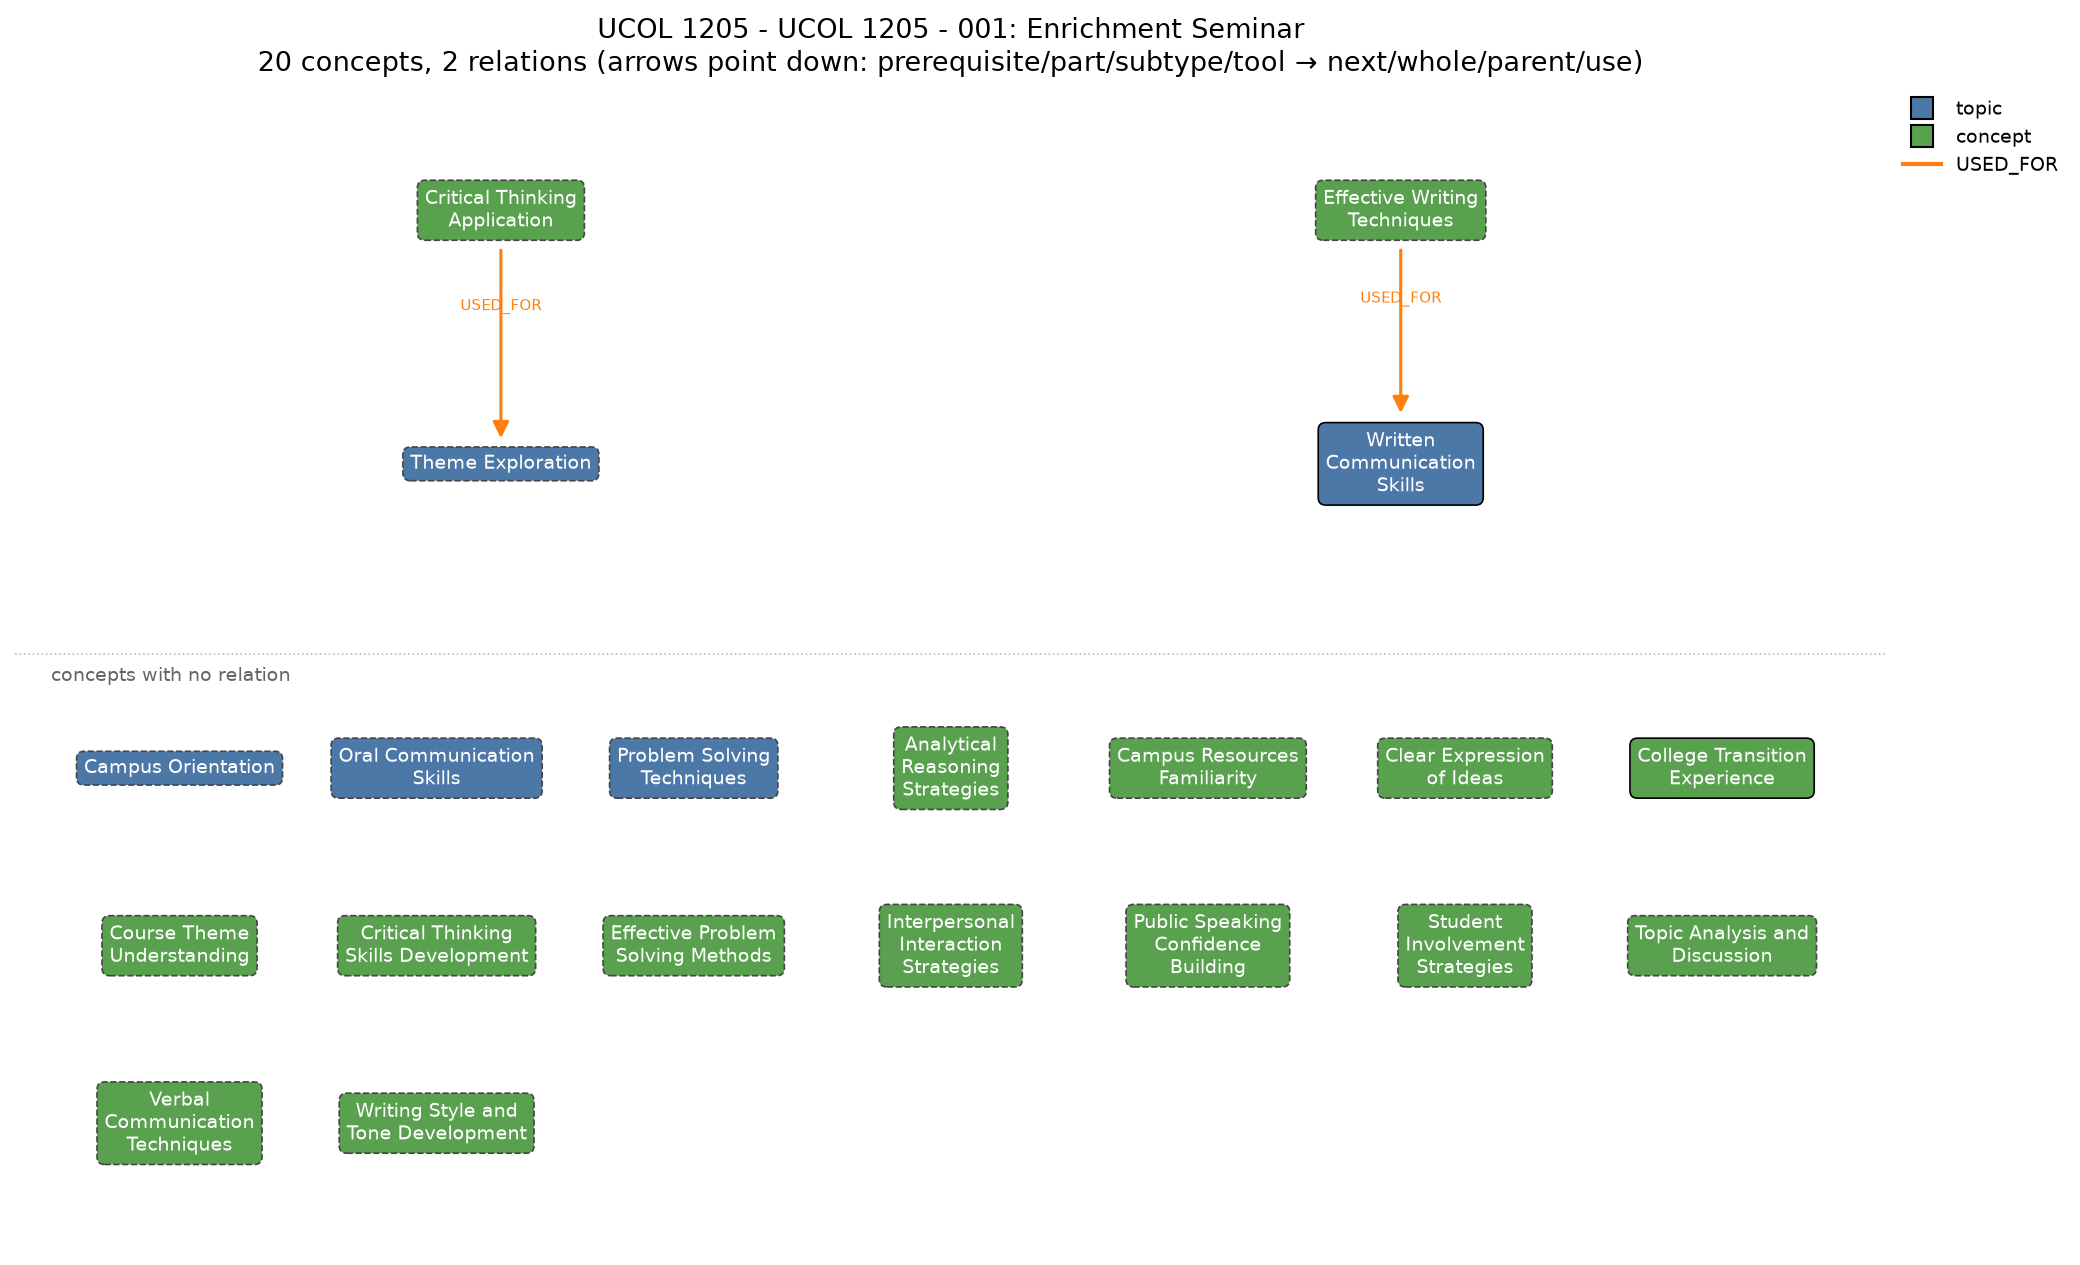 UCOL 1205 - UCOL 1205 - 001: Enrichment Seminar
20 concepts, 2 relations (arrows point down: prerequisite/part/subtype/tool → next/whole/parent/use)
topic
concept
USED_FOR
Critical Thinking
Application
Effective Writing
Techniques
USED_FOR
USED_FOR
Theme Exploration
Written
Communication
Skills
concepts with no relation
Campus Orientation
Oral Communication
Skills
Problem Solving
Techniques
Analytical
Reasoning
Strategies
Campus Resources
Familiarity
Clear Expression
of Ideas
College Transition
Experience
Course Theme
Understanding
Critical Thinking
Skills Development
Effective Problem
Solving Methods
Interpersonal
Interaction
Strategies
Public Speaking
Confidence
Building
Student
Involvement
Strategies
Topic Analysis and
Discussion
Verbal
Communication
Techniques
Writing Style and
Tone Development